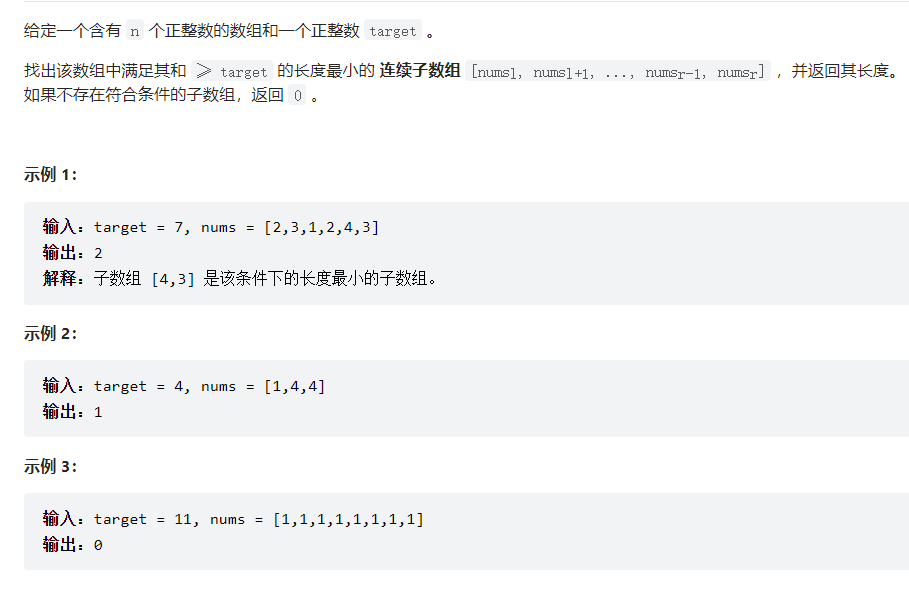 给定一个含有 n 个正整数的数组和一个正整数 target 。
找出该数组中满足其和 ≥ target 的长度最小的 连续子数组 [numsl, numsl+1, ..., numsr-1, numsr] ，并返回其长度。
如果不存在符合条件的子数组，返回 0 。
示例 1：
输入：target = 7, nums = [2,3,1,2,4,3]
输出：2
解释：子数组 [4,3] 是该条件下的长度最小的子数组。
示例 2：
输入：target = 4, nums = [1,4,4]
输出：1
示例 3：
输入：target = 11, nums = [1,1,1,1,1,1,1,1]
输出：0